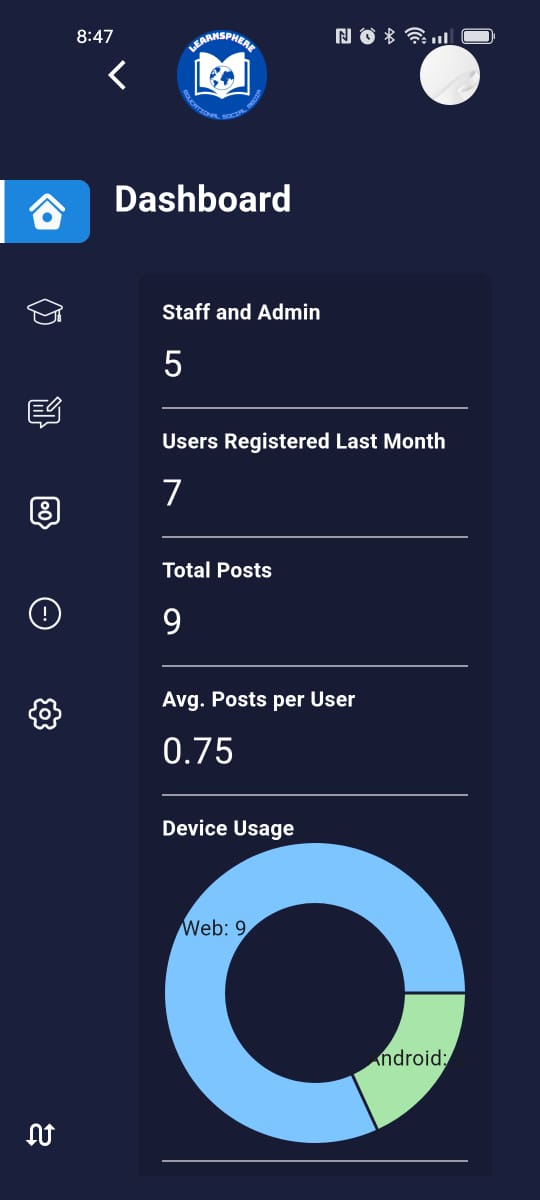 8:47
LEARNSPHERE
EDUCATIONAL SOCIAL MEDIA
Dashboard
Staff and Admin
5
Users Registered Last Month
7
Total Posts
9
Avg. Posts per User
0.75
Device Usage
Web: 9
Android: